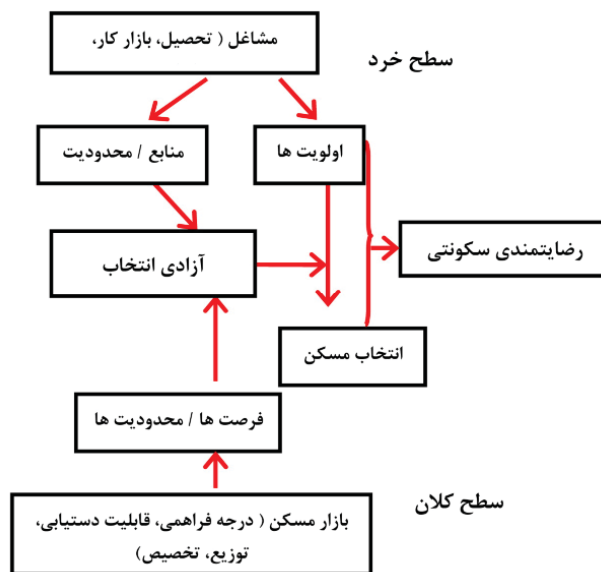 مشاغل ( تحصیل، بازار کار،
سطح خرد
منابع / محدودیت
اولویت ها
آزادی انتخاب
رضایتمندی سکونتی
انتخاب مسکن
فرصت ها / محدودیت ها
سطح کلان
بازار مسکن ( درجه فراهمی، قابلیت دستیابی،
توزیع، تخصیص)